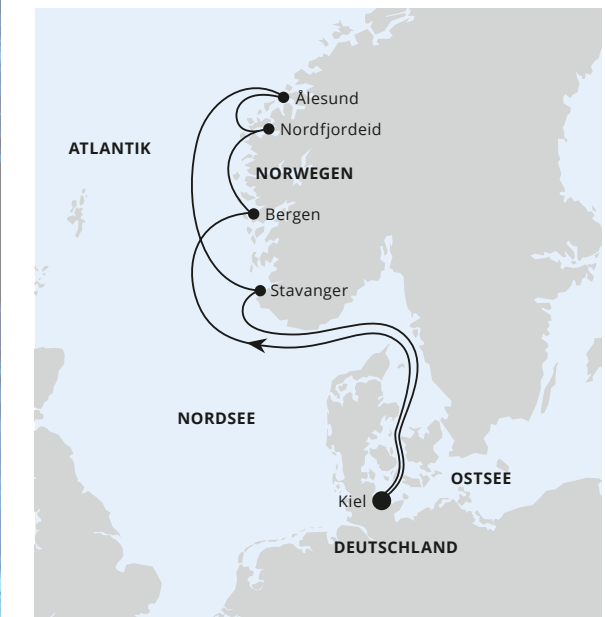 Ålesund
Nordfjordeid
ATLANTIK
NORWEGEN
Bergen
Stavanger
NORDSEE
OSTSEE
Kiel
DEUTSCHLAND